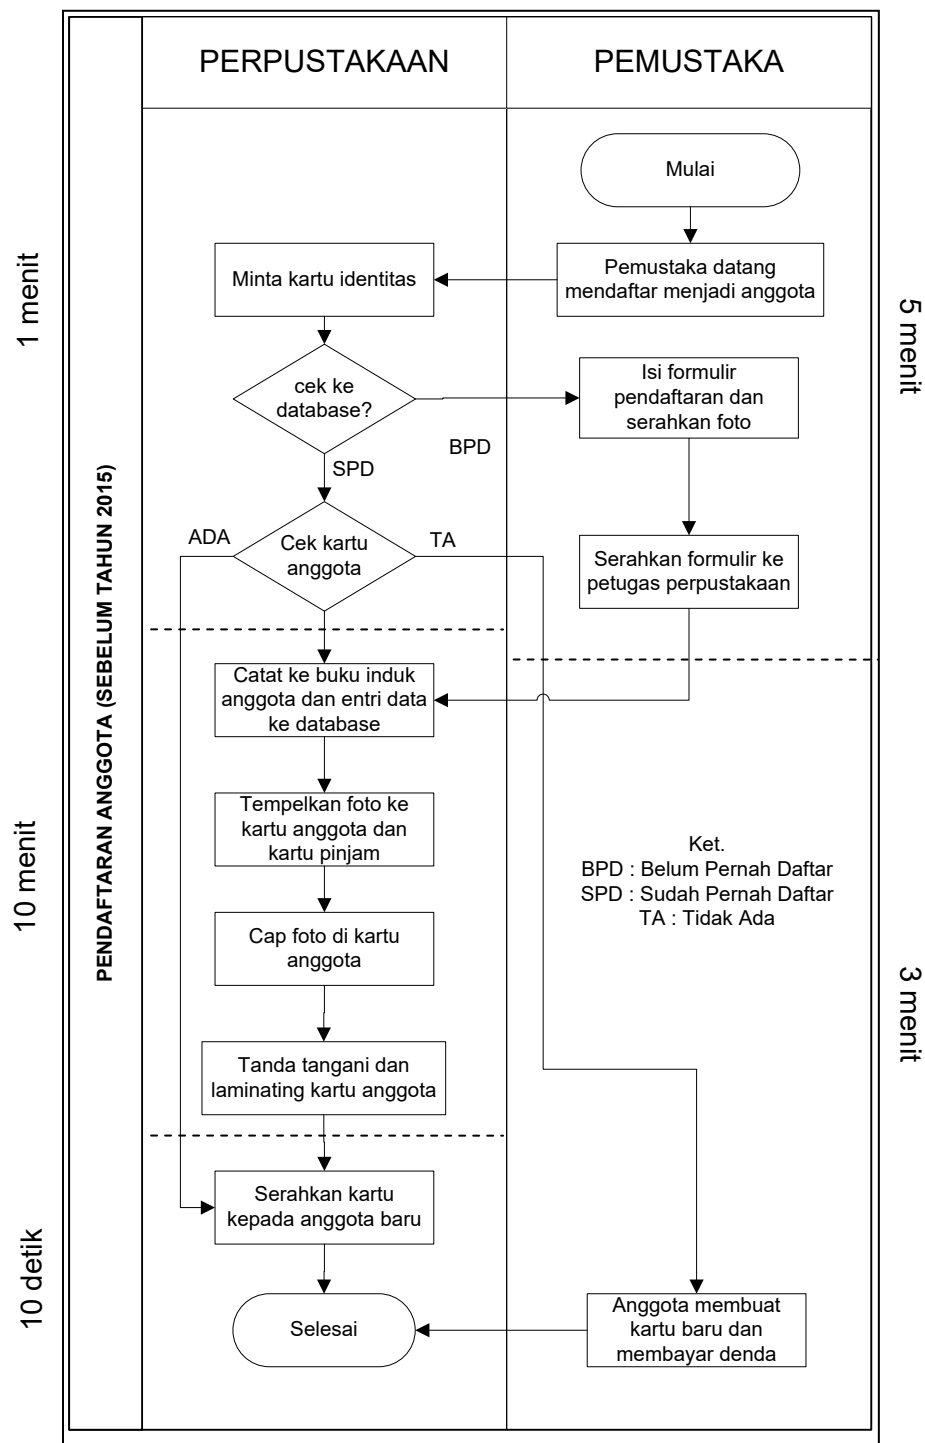 PERPUSTAKAAN
PEMUSTAKA
PENDAFTARAN ANGGOTA (SEBELUM TAHUN 2015)
1 menit
10 menit
10 detik
5 menit
3 menit
Mulai
Pemustaka datang
mendaftar menjadi anggota
Minta kartu identitas
cek ke
database?
BPD
SPD
Isi formulir
pendaftaran dan
serahkan foto
ADA
Cek kartu
anggota
TA
Serahkan formulir ke
petugas perpustakaan
Catat ke buku induk
anggota dan entri data
ke database
Tempelkan foto ke
kartu anggota dan
kartu pinjam
Ket.
BPD : Belum Pernah Daftar
SPD : Sudah Pernah Daftar
TA : Tidak Ada
Cap foto di kartu
anggota
Tanda tangani dan
laminating kartu anggota
Serahkan kartu
kepada anggota baru
Selesai
Anggota membuat
kartu baru dan
membayar denda